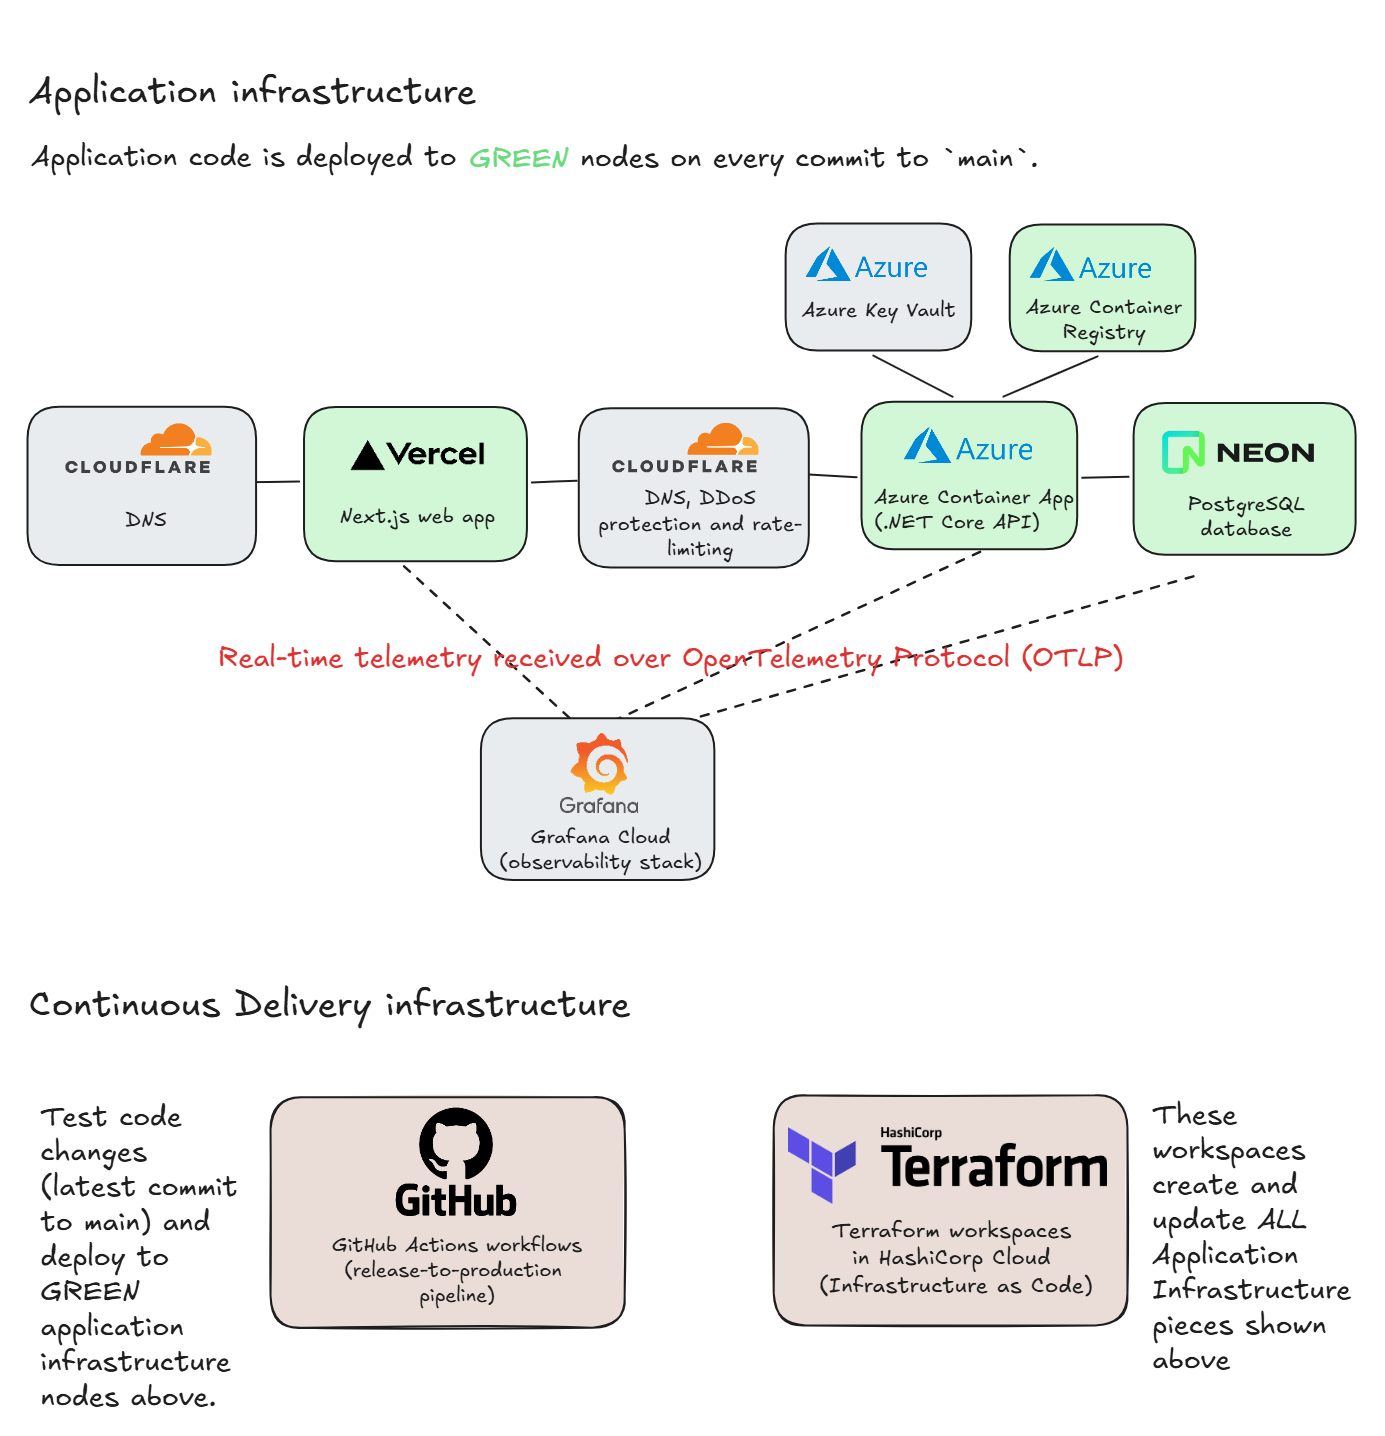 Application infrastructure
Application code is deployed to GREEN nodes on every commit to `main`.
Azure
Azure Key Vault
Azure
Azure Container
Registry
CLOUDFLARE
DNS
Vercel
Next.js web app
CLOUDFLARE
DNS, DDoS
protection and rate-
limiting
Azure
Azure Container App
(.NET Core API)
NEON
PostgreSQL
database
Real-time telemetry received over OpenTelemetry Protocol (OTLP)
Grafana
Grafana Cloud
(observability stack)
Continuous Delivery infrastructure
Test code
changes
(latest commit
to main) and
deploy to
GREEN
application
infrastructure
nodes above.
GitHub
GitHub Actions workflows
(release-to-production
pipeline)
HashiCorp
Terraform
Terraform workspaces
in HashiCorp Cloud
(Infrastructure as Code)
These
workspaces
create and
update ALL
Application
Infrastructure
pieces shown
above